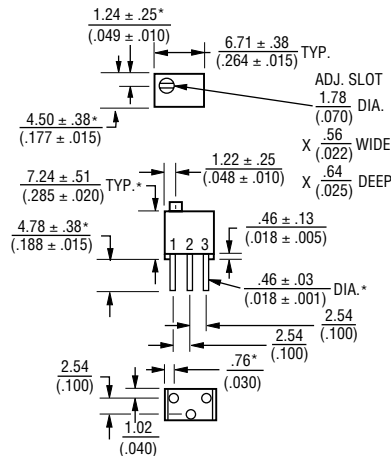 1.24 ± .25*
(.049 ± .010)
6.71 ± .38
(.264 ± .015)
TYP.
ADJ. SLOT
1.78
(.070)
DIA.
4.50 ± .38*
(.177 ± .015)
X .56
(.022)
WIDE
1.22 ± .25
(.048 ± .010)
X .64
(.025)
DEEP
7.24 ± .51
(.285 ± .020)
TYP.*
4.78 ± .38*
(.188 ± .015)
.46 ± .13
(.018 ± .005)
1 2 3
.46 ± .03
(.018 ± .001)
DIA.*
2.54
(.100)
2.54
(.100)
2.54
(.100)
.76*
(.030)
1.02
(.040)